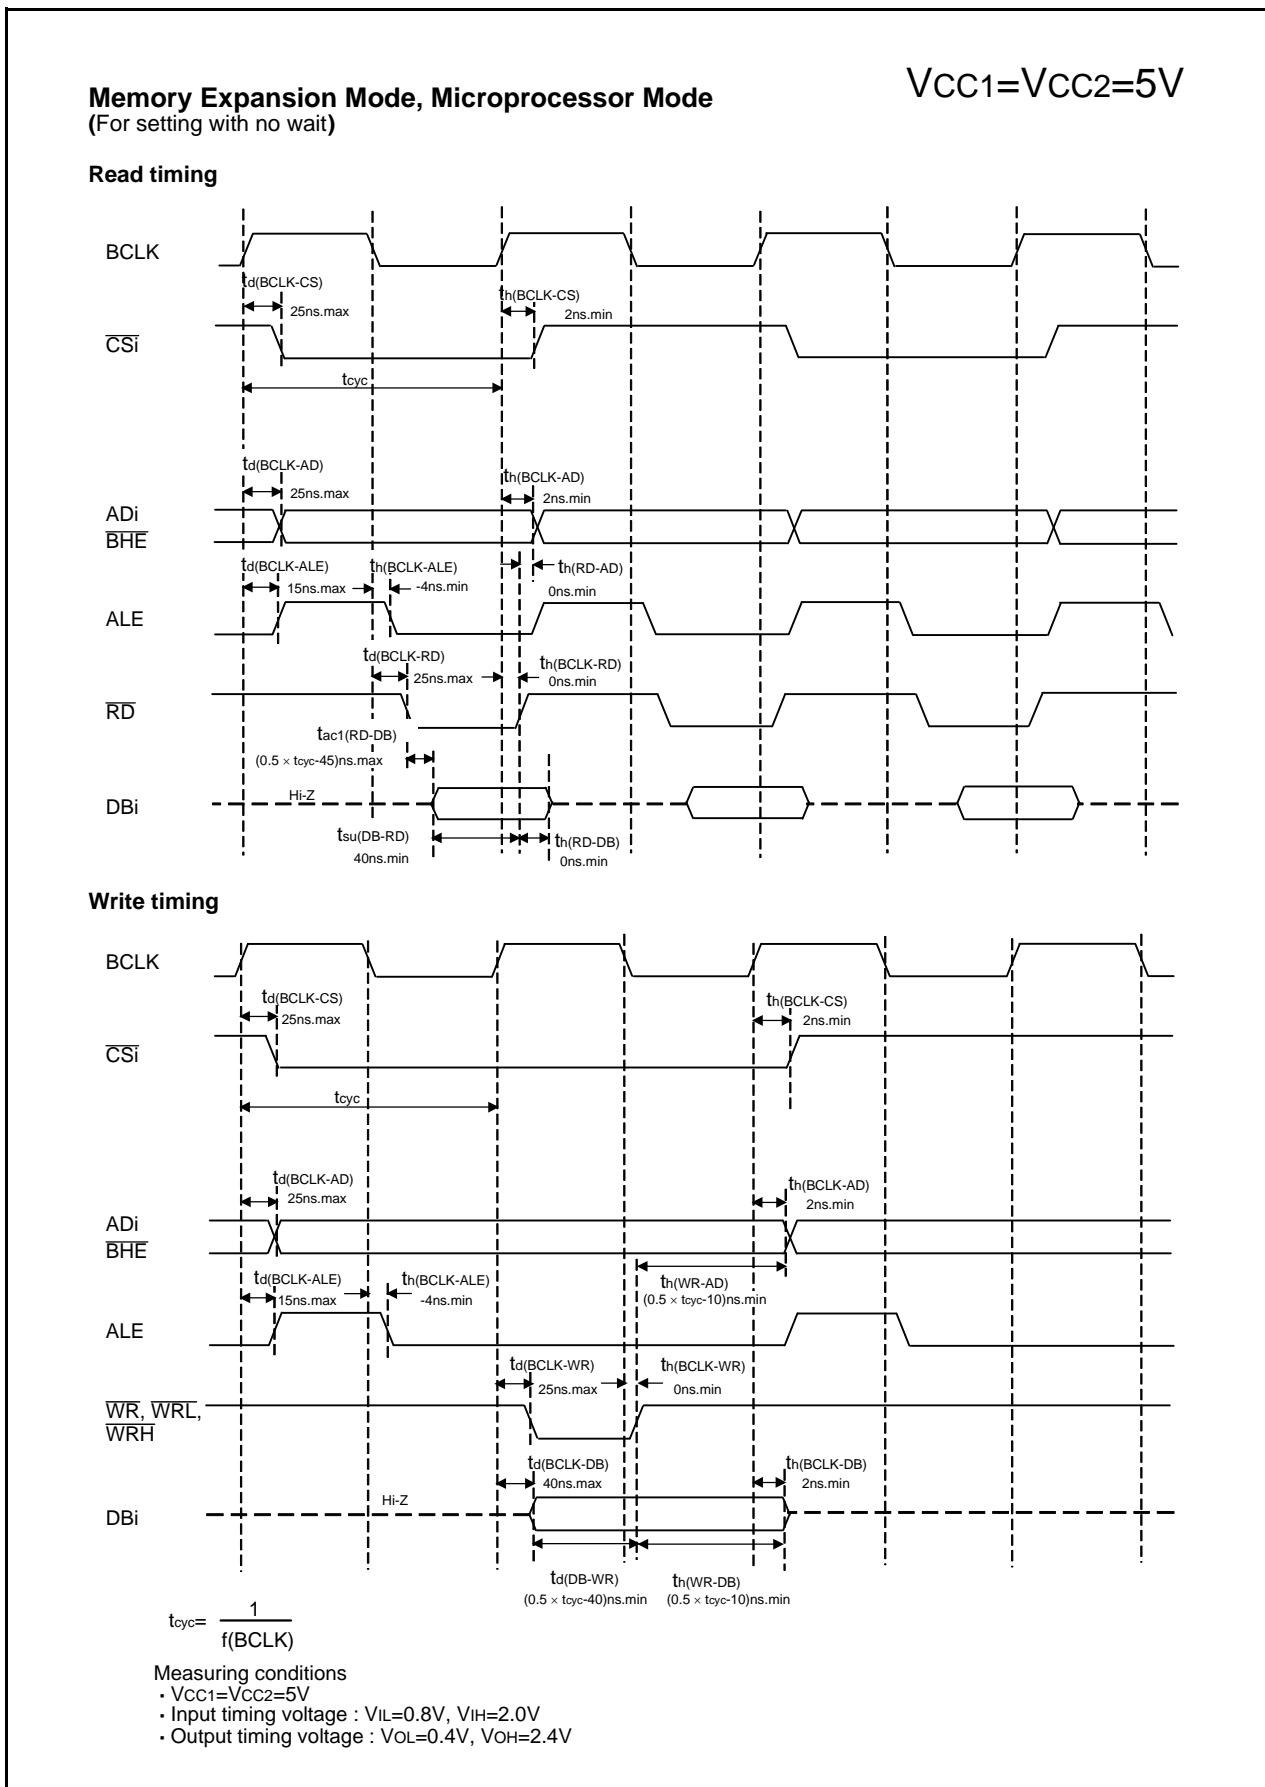 VCC1=VCC2=5V
Memory Expansion Mode, Microprocessor Mode
(For setting with no wait)
Read timing
BCLK
td(BCLK-CS)
25ns.max
th(BCLK-CS)
2ns.min
CSi
tcyc
td(BCLK-AD)
25ns.max
th(BCLK-AD)
2ns.min
ADi
BHE
td(BCLK-ALE)
15ns.max
th(BCLK-ALE)
-4ns.min
th(RD-AD)
0ns.min
ALE
td(BCLK-RD)
25ns.max
th(BCLK-RD)
0ns.min
RD
tac1(RD-DB)
(0.5 × tcyc-45)ns.max
Hi-Z
DBi
tsu(DB-RD)
40ns.min
th(RD-DB)
0ns.min
Write timing
BCLK
td(BCLK-CS)
25ns.max
th(BCLK-CS)
2ns.min
CSi
tcyc
td(BCLK-AD)
25ns.max
th(BCLK-AD)
2ns.min
ADi
BHE
td(BCLK-ALE)
15ns.max
th(BCLK-ALE)
-4ns.min
th(WR-AD)
(0.5 × tcyc-10)ns.min
ALE
td(BCLK-WR)
25ns.max
th(BCLK-WR)
0ns.min
WR, WRL,
WRH
td(BCLK-DB)
40ns.max
th(BCLK-DB)
2ns.min
Hi-Z
DBi
td(DB-WR)
(0.5 × tcyc-40)ns.min
th(WR-DB)
(0.5 × tcyc-10)ns.min
tcyc= 1
f(BCLK)
Measuring conditions
· VCC1=VCC2=5V
· Input timing voltage : VIL=0.8V, VIH=2.0V
· Output timing voltage : VOL=0.4V, VOH=2.4V